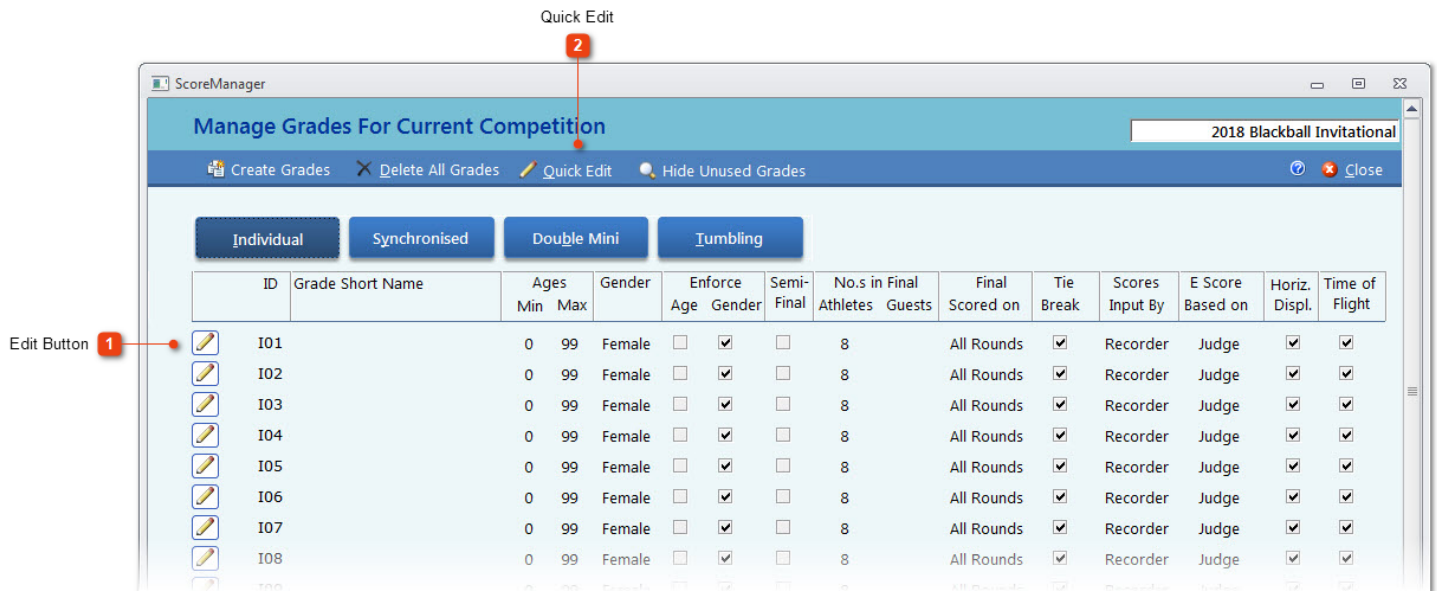 Quick Edit
2
ScoreManager
Manage Grades For Current Competition
2018 Blackball Invitational
Create Grades Delete All Grades Quick Edit Hide Unused Grades ? Close
Individual Synchronised Double Mini Tumbling
ID Grade Short Name Ages Gender Enforce Semi- No.s in Final Final Tie Scores E Score Horiz. Time of
Min Max Age Gender Final Athletes Guests Scored on Break Input By Based on Displ. Flight
Edit Button 1 I01 0 99 Female 8 All Rounds Recorder Judge
I02 0 99 Female 8 All Rounds Recorder Judge
I03 0 99 Female 8 All Rounds Recorder Judge
I04 0 99 Female 8 All Rounds Recorder Judge
I05 0 99 Female 8 All Rounds Recorder Judge
I06 0 99 Female 8 All Rounds Recorder Judge
I07 0 99 Female 8 All Rounds Recorder Judge
I08 0 99 Female 8 All Rounds Recorder Judge